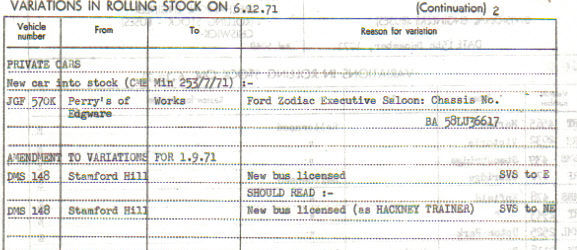 VARIATIONS IN ROLLING STOCK ON 6.12.71 (Continuation) 2
Vehicle number From To Reason for variation
PRIVATE CARS
New car into stock (CME Min 253/7/71) :-
JGF 570K Perry's of Works Ford Zodiac Executive Saloon: Chassis No.
Edgware BA 58LU36617
AMENDMENT TO VARIATIONS FOR 1.9.71
DMS 148 Stamford Hill New bus licensed SVS to E
SHOULD READ :-
DMS 148 Stamford Hill New bus licensed (as HACKNEY TRAINER) SVS to NE